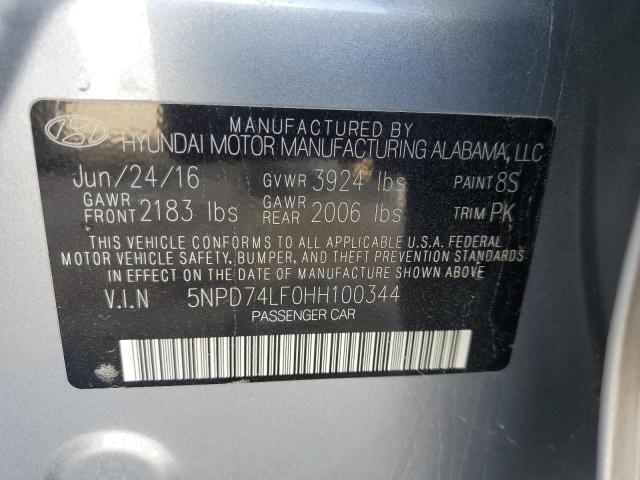 MANUFACTURED BY
HYUNDAI MOTOR MANUFACTURING ALABAMA, LLC
Jun/24/16 GVWR 3924 lbs PAINT 8S
GAWR FRONT 2183 lbs GAWR REAR 2006 lbs TRIM PK
THIS VEHICLE CONFORMS TO ALL APPLICABLE U.S.A. FEDERAL
MOTOR VEHICLE SAFETY, BUMPER, AND THEFT PREVENTION STANDARDS
IN EFFECT ON THE DATE OF MANUFACTURE SHOWN ABOVE.
V.I.N 5NPD74LF0HH100344
PASSENGER CAR